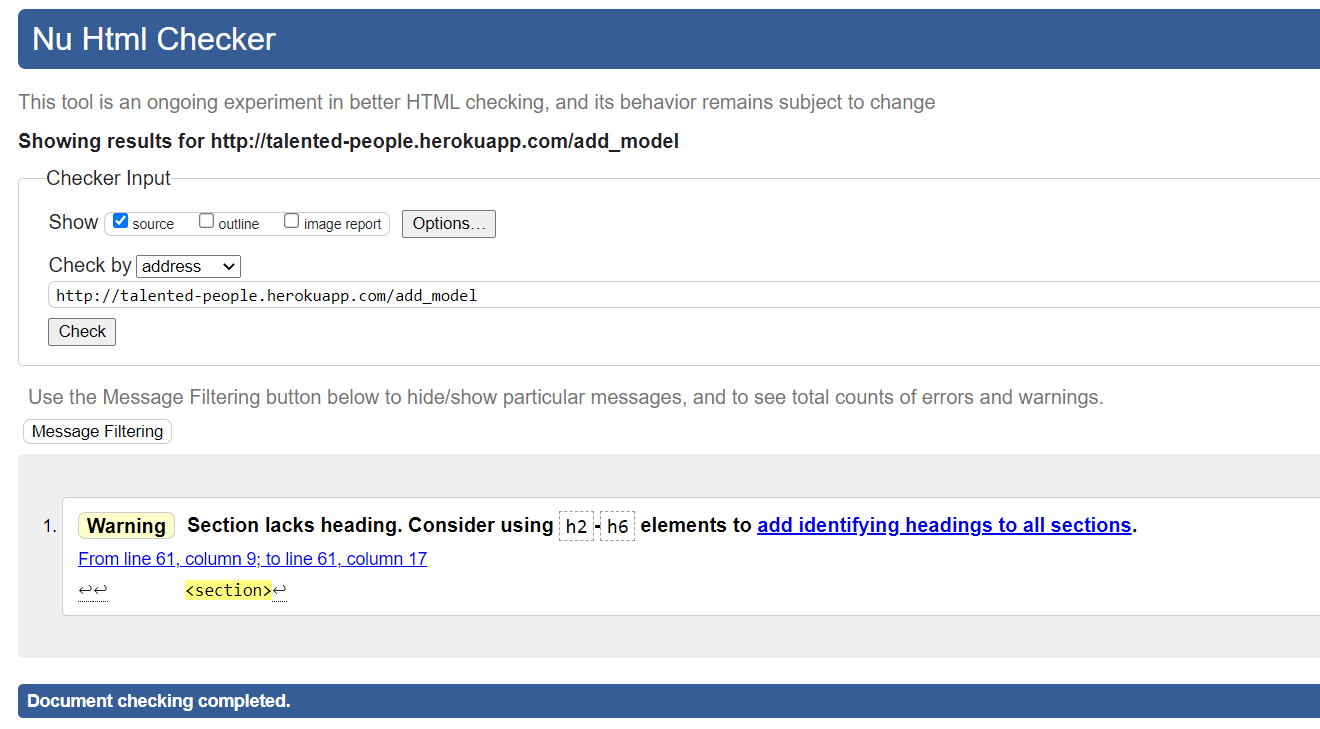 Nu Html Checker
This tool is an ongoing experiment in better HTML checking, and its behavior remains subject to change
Showing results for http://talented-people.herokuapp.com/add_model
Checker Input
Show source outline image report Options...
Check by address
http://talented-people.herokuapp.com/add_model
Check
Use the Message Filtering button below to hide/show particular messages, and to see total counts of errors and warnings.
Message Filtering
1. Warning Section lacks heading. Consider using h2-h6 elements to add identifying headings to all sections.
From line 61, column 9; to line 61, column 17
↩↩ <section>↩
Document checking completed.